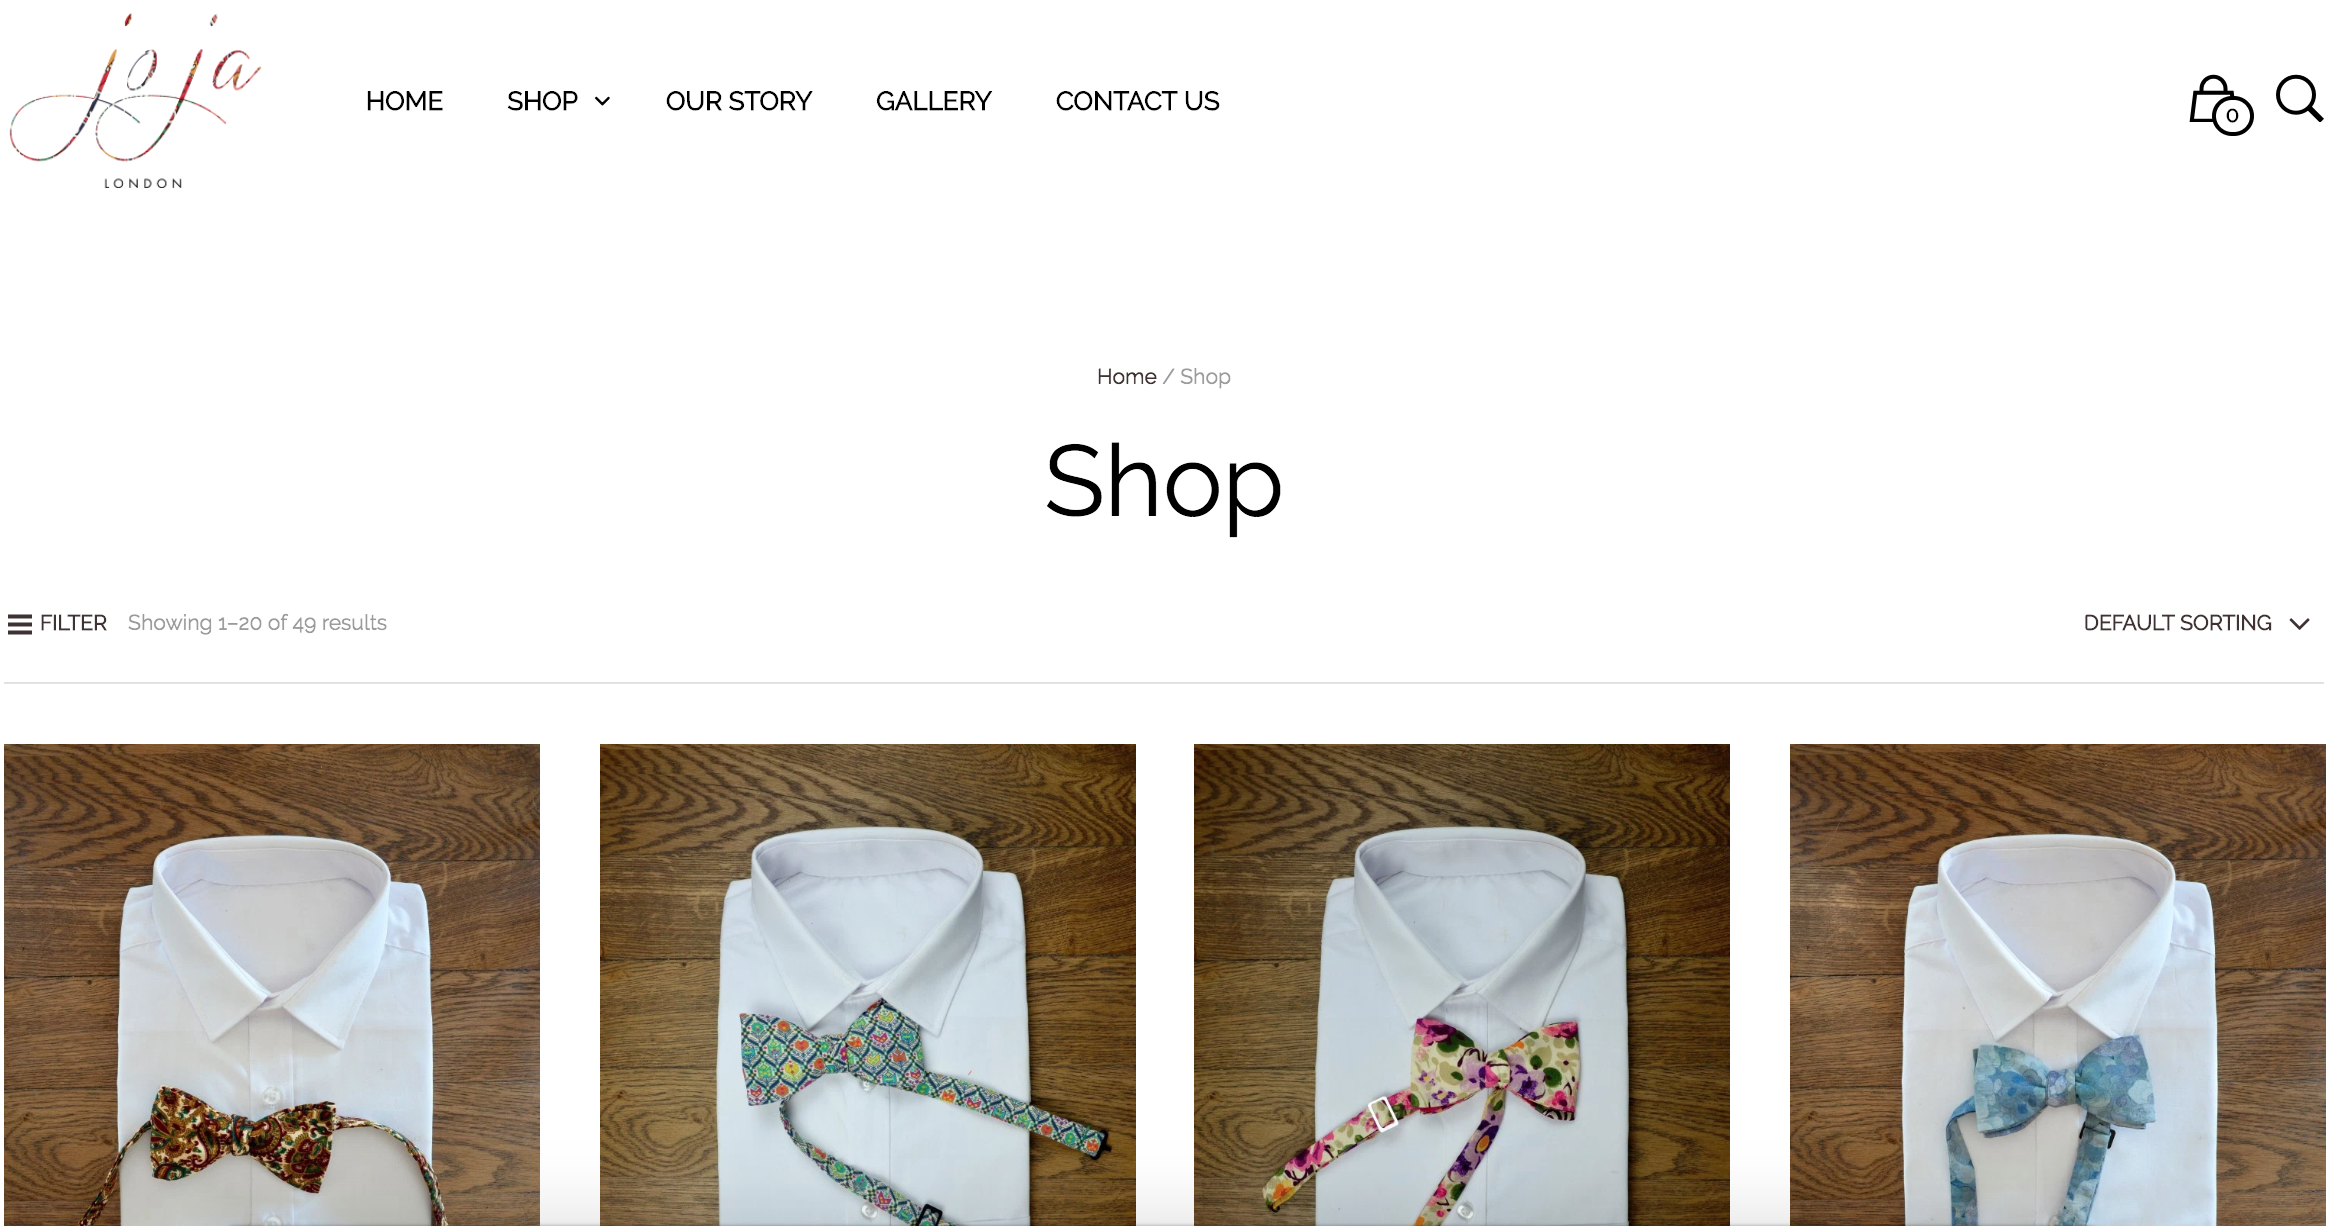 joja
LONDON
HOME SHOP OUR STORY GALLERY CONTACT US
0
Home / Shop
Shop
FILTER Showing 1–20 of 49 results
DEFAULT SORTING